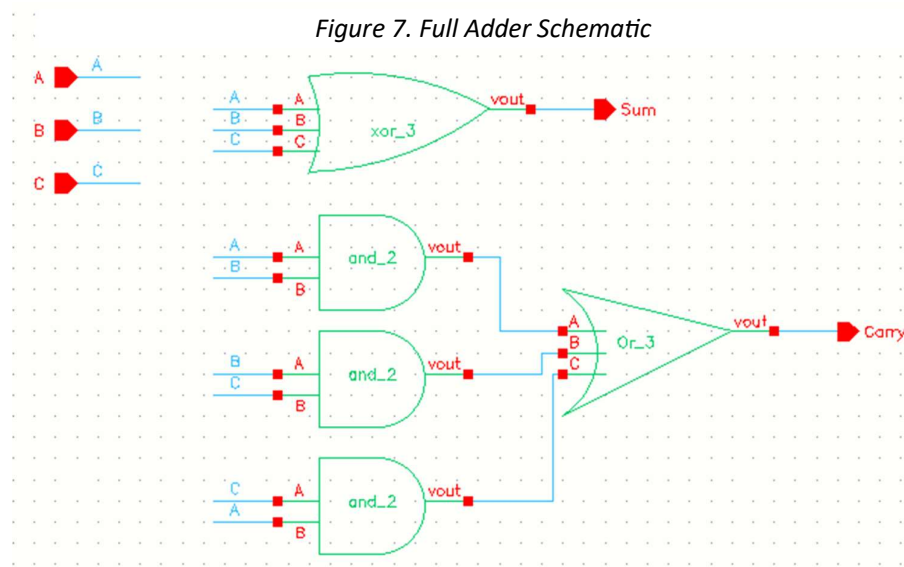 Figure 7. Full Adder Schematic
A A
B B
C C
A A
B B
C C
xor_3
vout
Sum
A A
B
B
and_2
vout
B A
C
B
and_2
vout
C A
A
B
and_2
vout
A
B
C
Or_3
vout
Carry